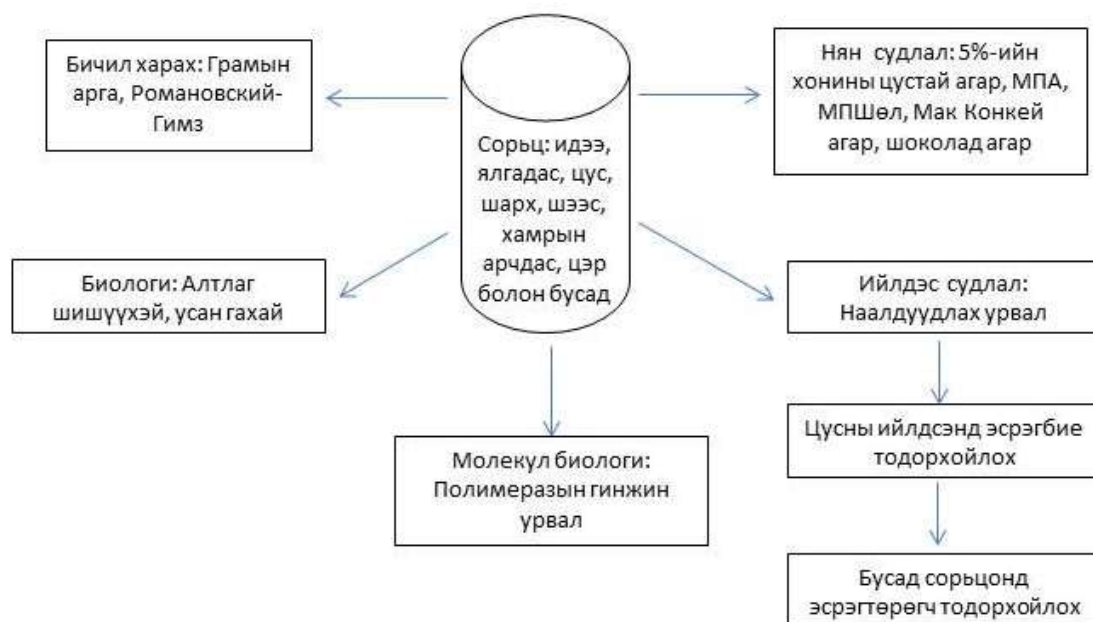 Бичил харах: Грамын
арга, Романовский-
Гимз
Сорьц: идээ,
ялгадас, цус,
шарх, шээс,
хамрын
арчдас, цэр
болон бусад
Нян судлал: 5%-ийн
хонины цустай агар, МПА,
МПШөл, Мак Конкей
агар, шоколад агар
Биологи: Алтлаг
шишүүхэй, усан гахай
Ийлдэс судлал:
Наалдуудлах урвал
Молекул биологи:
Полимеразын гинжин
урвал
Цусны ийлдсэнд эсрэгбие
тодорхойлох
Бусад сорьцонд
эсрэгтөрөгч тодорхойлох